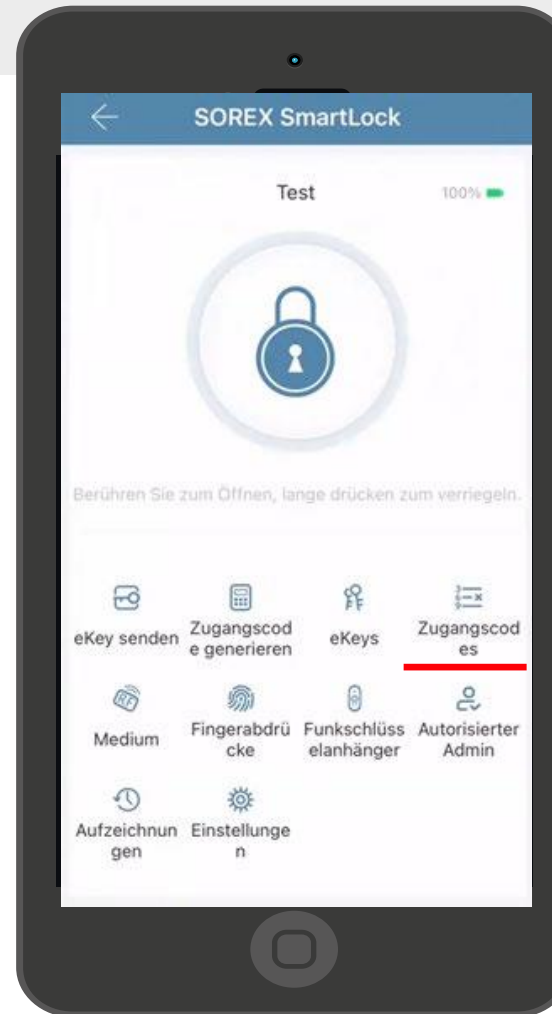 SOREX SmartLock
Test
100%
Berühren Sie zum Öffnen, lange drücken zum verriegeln.
eKey senden
Zugangscod
e generieren
eKeys
Zugangscod
es
Medium
Fingerabdrü
cke
Funkschlüss
elanhänger
Autorisierter
Admin
Aufzeichnun
gen
Einstellunge
n